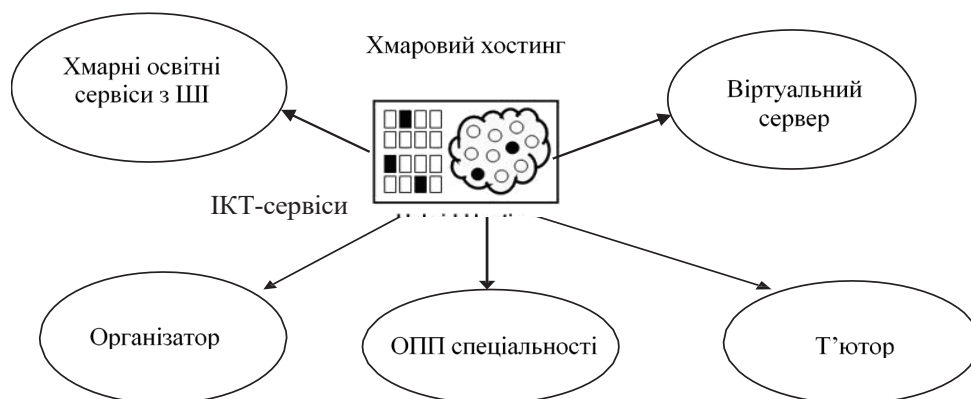 Хмаровий хостинг
Хмарні освітні
сервіси з ШІ
Віртуальний
сервер
ІКТ-сервіси
Організатор
ОПП спеціальності
Т’ютор